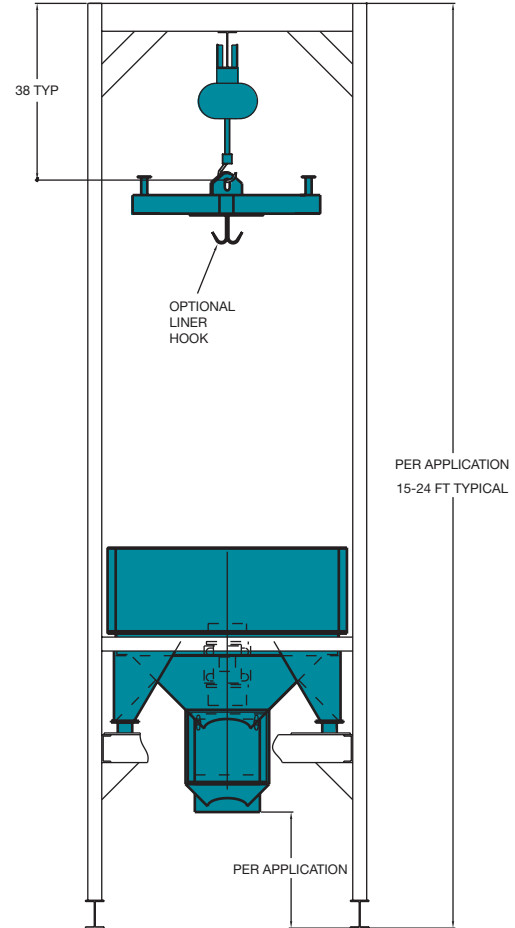 38 TYP
OPTIONAL
LINER
HOOK
PER APPLICATION
15-24 FT TYPICAL
PER APPLICATION